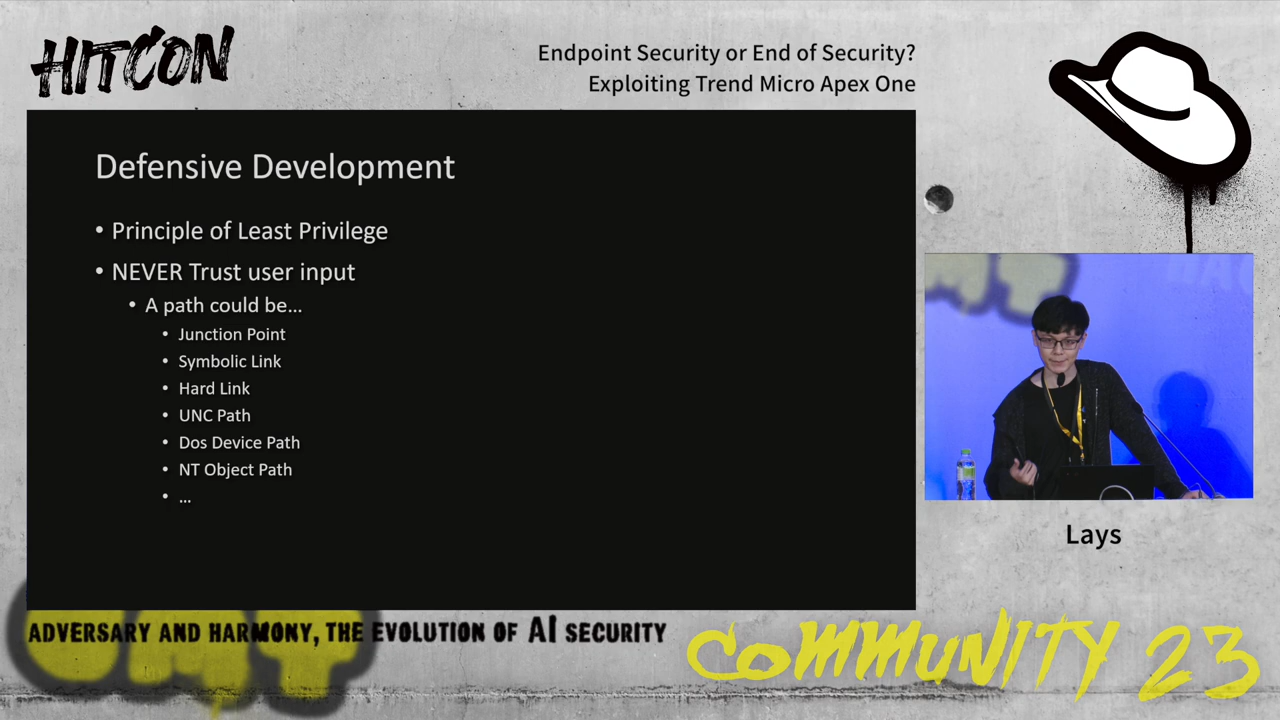 HITCON
Endpoint Security or End of Security?
Exploiting Trend Micro Apex One
Defensive Development
• Principle of Least Privilege
• NEVER Trust user input
• A path could be...
• Junction Point
• Symbolic Link
• Hard Link
• UNC Path
• Dos Device Path
• NT Object Path
• ...
Lays
ADVERSARY AND HARMONY, THE EVOLUTION OF AI SECURITY
COMMUNITY 23